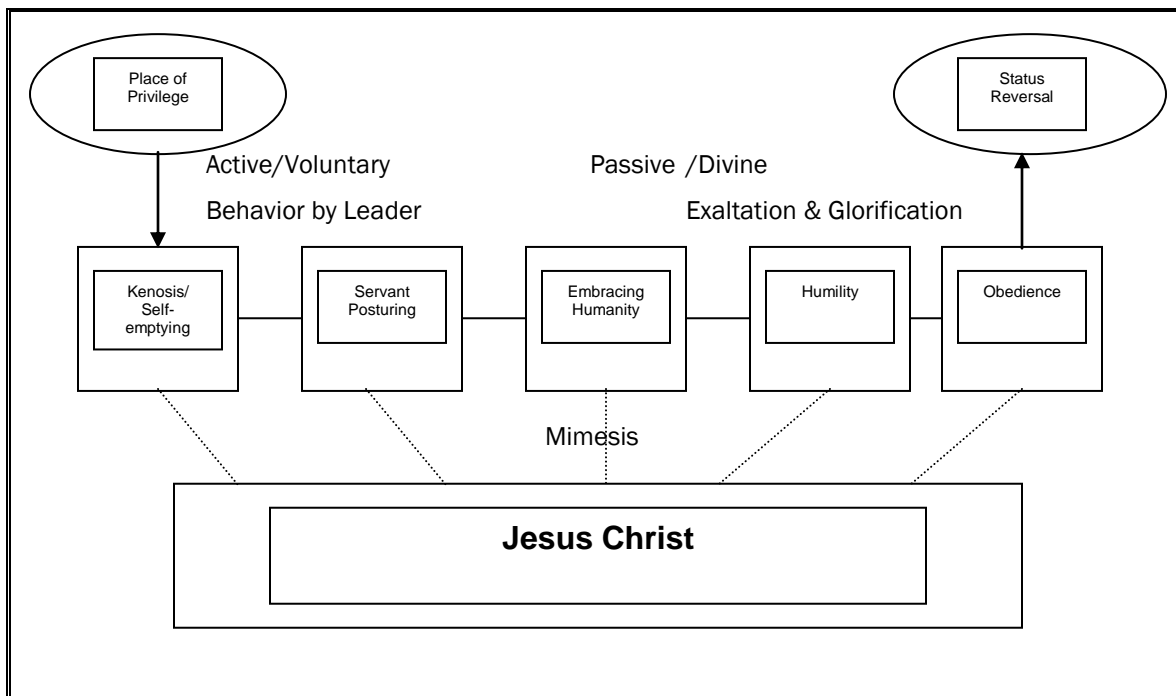 Place of
Privilege
Status
Reversal
Active/Voluntary
Behavior by Leader
Passive /Divine
Exaltation & Glorification
Kenosis/
Self-
emptying
Servant
Posturing
Embracing
Humanity
Humility
Obedience
Mimesis
Jesus Christ